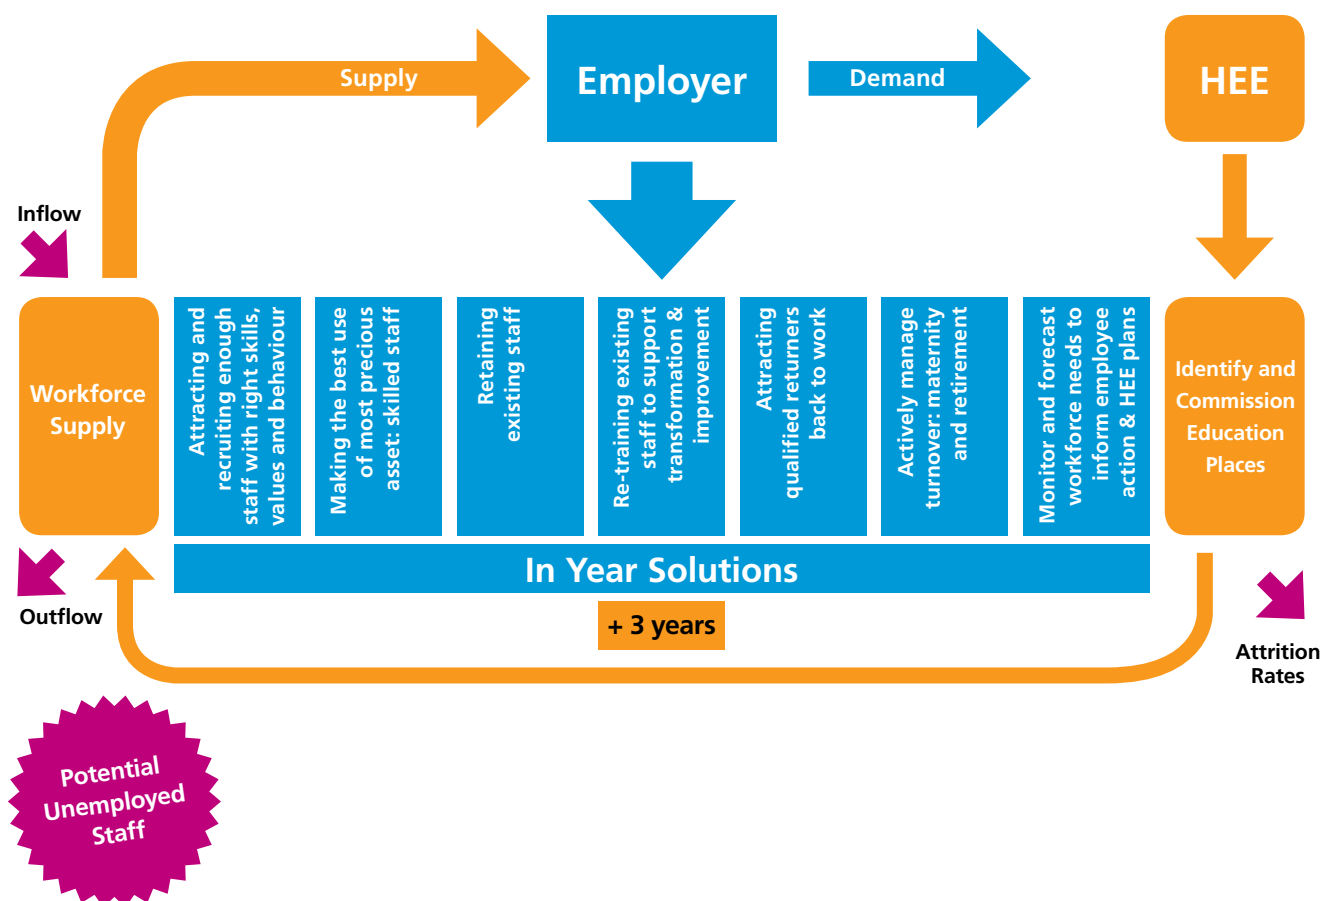 Supply
Employer
Demand
HEE
Inflow
Workforce
Supply
Attracting and
recruiting enough
staff with right skills,
values and behaviour
Making the best use
of most precious
asset: skilled staff
Retaining
existing staff
Re-training existing
staff to support
transformation &
improvement
Attracting
qualified returners
back to work
Actively manage
turnover: maternity
and retirement
Monitor and forecast
workforce needs to
inform employee
action & HEE plans
Identify and
Commission
Education
Places
In Year Solutions
+ 3 years
Outflow
Attrition
Rates
Potential
Unemployed
Staff